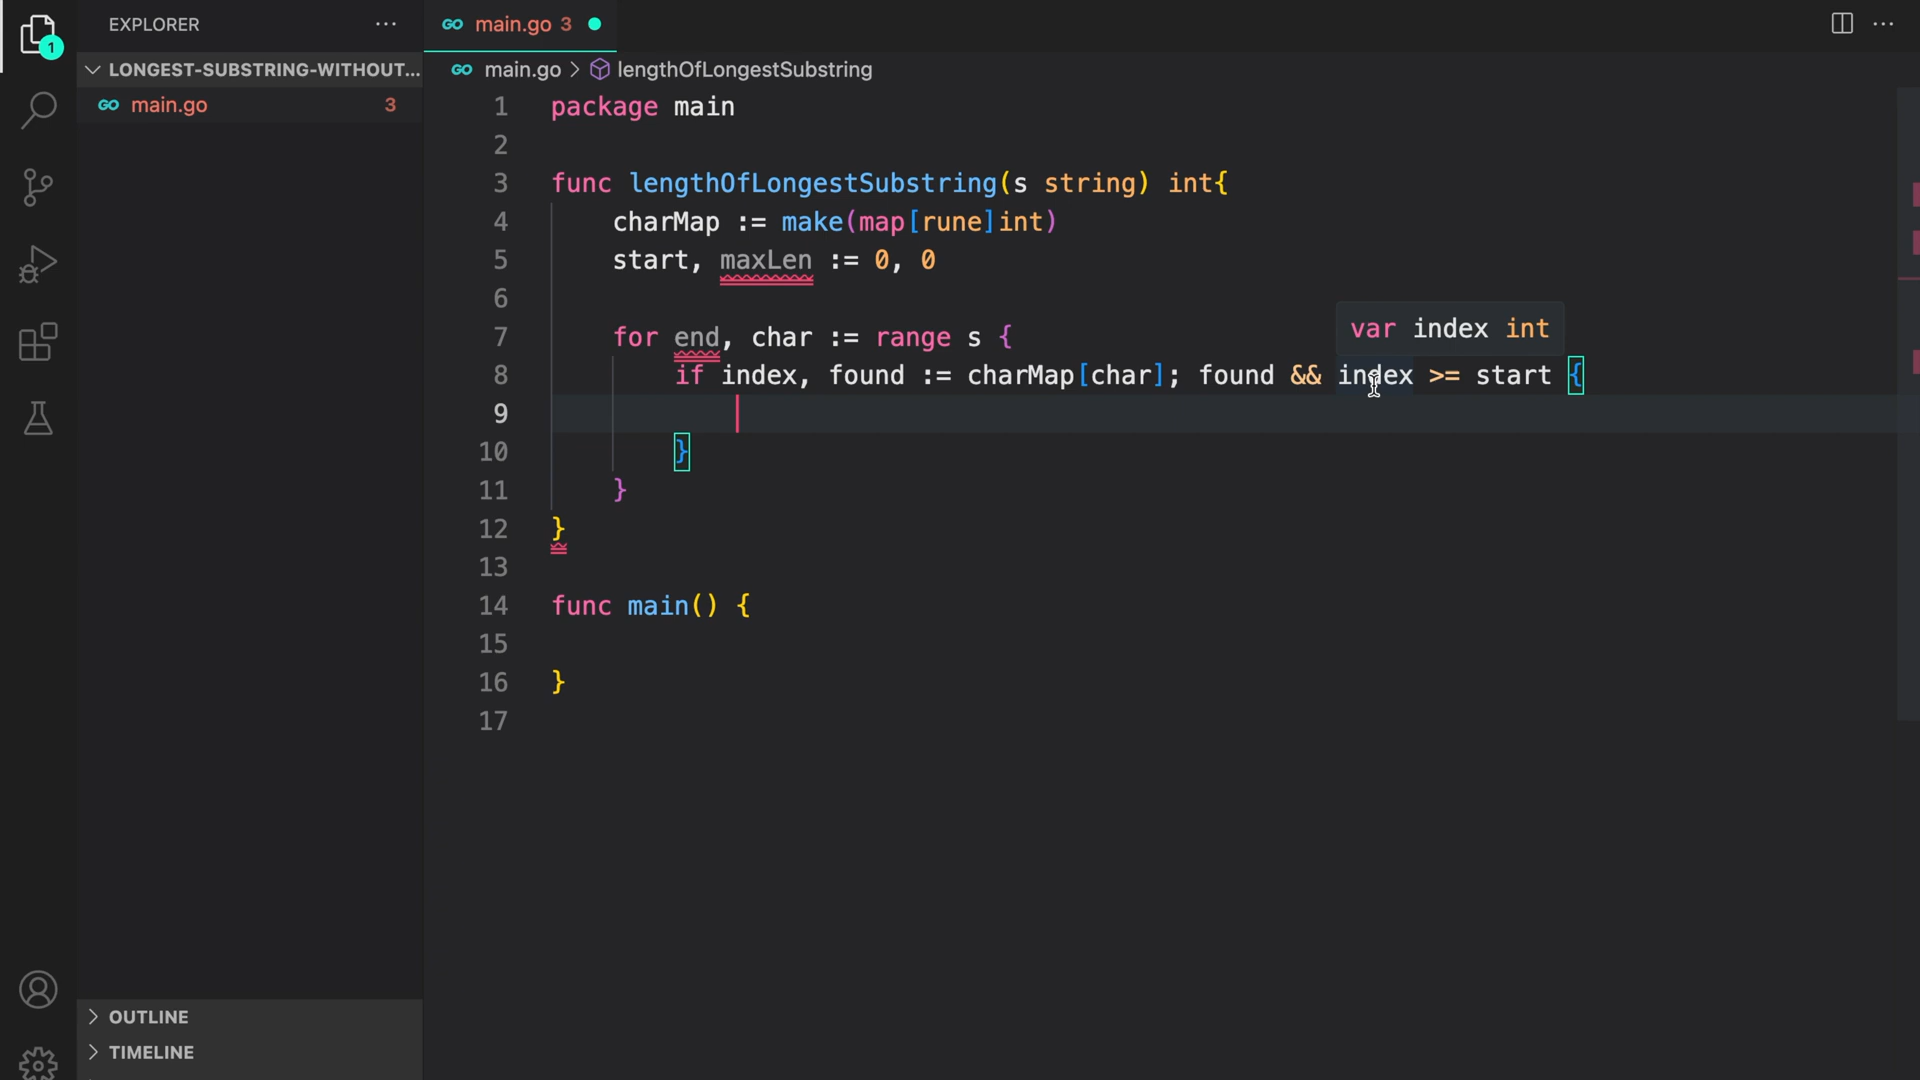 EXPLORER
···
1
LONGEST-SUBSTRING-WITHOUT...
GO main.go 3
OUTLINE
TIMELINE
GO main.go 3
···
GO main.go > lengthOfLongestSubstring
1 package main
2
3 func lengthOfLongestSubstring(s string) int{
4 charMap := make(map[rune]int)
5 start, maxLen := 0, 0
6
7 for end, char := range s {
var index int
8 if index, found := charMap[char]; found && index >= start {
9
10 }
11 }
12 }
13
14 func main() {
15
16 }
17